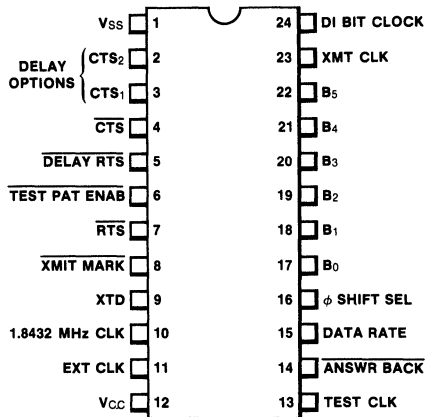 VSS 1 24 DI BIT CLOCK
DELAY OPTIONS CTS2 2 23 XMT CLK
CTS1 3 22 B5
CTS 4 21 B4
DELAY RTS 5 20 B3
TEST PAT ENAB 6 19 B2
RTS 7 18 B1
XMIT MARK 8 17 B0
XTD 9 16 ϕ SHIFT SEL
1.8432 MHz CLK 10 15 DATA RATE
EXT CLK 11 14 ANSWR BACK
VCC 12 13 TEST CLK